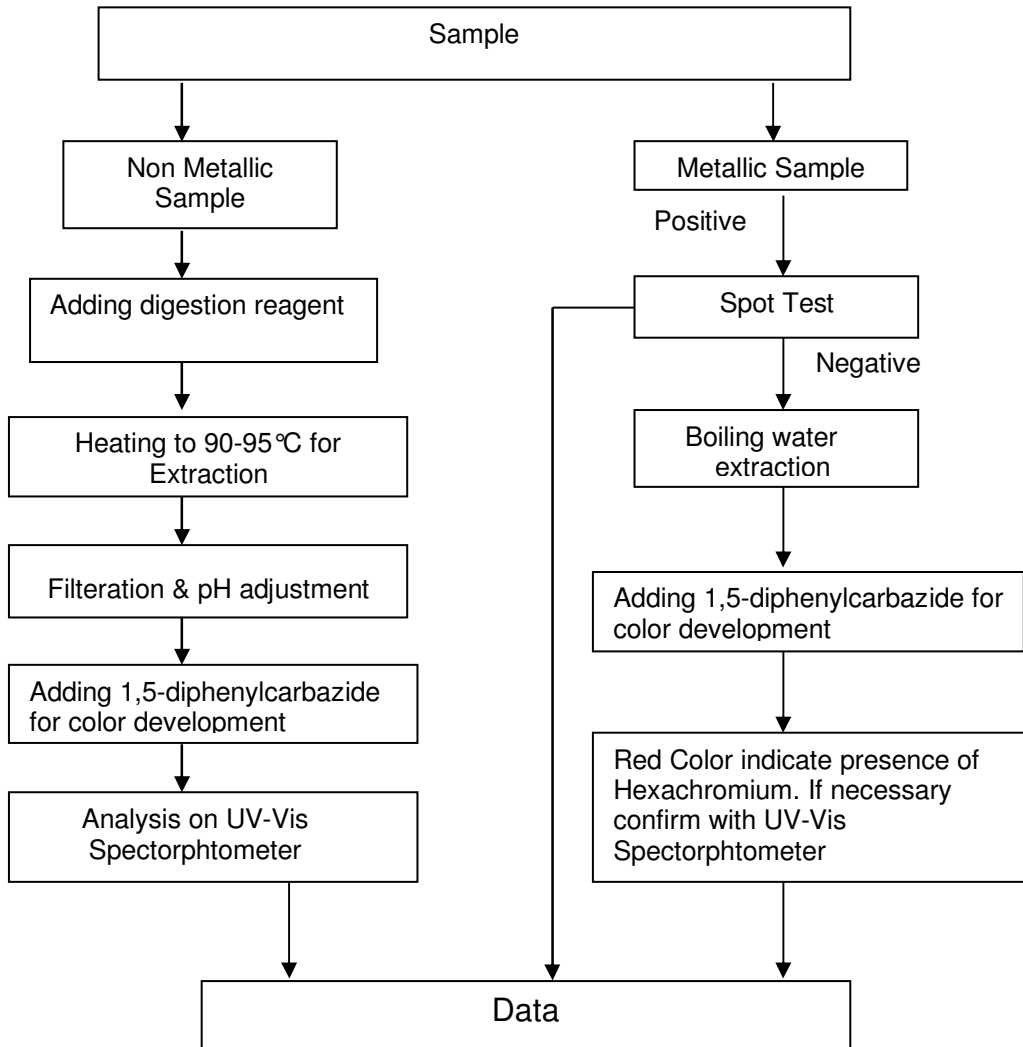 Sample
Non Metallic
Sample
Adding digestion reagent
Heating to 90-95°C for
Extraction
Filteration & pH adjustment
Adding 1,5-diphenylcarbazide
for color development
Analysis on UV-Vis
Spectorphtometer
Metallic Sample
Positive
Spot Test
Negative
Boiling water
extraction
Adding 1,5-diphenylcarbazide for
color development
Red Color indicate presence of
Hexachromium. If necessary
confirm with UV-Vis
Spectorphtometer
Data